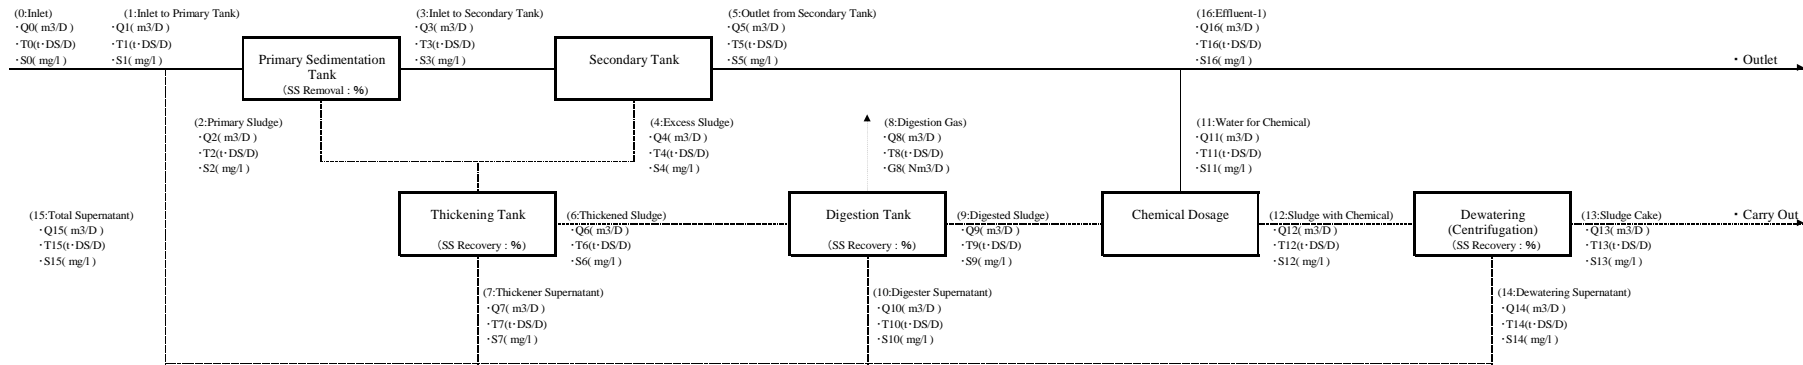 (0:Inlet)
・Q0( m3/D )
・T0(t・DS/D)
・S0( mg/l )
(1:Inlet to Primary Tank)
・Q1( m3/D )
・T1(t・DS/D)
・S1( mg/l )
Primary Sedimentation
Tank
(SS Removal : %)
(3:Inlet to Secondary Tank)
・Q3( m3/D )
・T3(t・DS/D)
・S3( mg/l )
Secondary Tank
(5:Outlet from Secondary Tank)
・Q5( m3/D )
・T5(t・DS/D)
・S5( mg/l )
(16:Effluent-1)
・Q16( m3/D )
・T16(t・DS/D)
・S16( mg/l )
・Outlet
(2:Primary Sludge)
・Q2( m3/D )
・T2(t・DS/D)
・S2( mg/l )
(4:Excess Sludge)
・Q4( m3/D )
・T4(t・DS/D)
・S4( mg/l )
(8:Digestion Gas)
・Q8( m3/D )
・T8(t・DS/D)
・G8( Nm3/D )
(11:Water for Chemical)
・Q11( m3/D )
・T11(t・DS/D)
・S11( mg/l )
(15:Total Supernatant)
・Q15( m3/D )
・T15(t・DS/D)
・S15( mg/l )
Thickening Tank
(SS Recovery : %)
(6:Thickened Sludge)
・Q6( m3/D )
・T6(t・DS/D)
・S6( mg/l )
Digestion Tank
(SS Recovery : %)
(9:Digested Sludge)
・Q9( m3/D )
・T9(t・DS/D)
・S9( mg/l )
Chemical Dosage
(12:Sludge with Chemical)
・Q12( m3/D )
・T12(t・DS/D)
・S12( mg/l )
Dewatering
(Centrifugation)
(SS Recovery : %)
(13:Sludge Cake)
・Q13( m3/D )
・T13(t・DS/D)
・S13( mg/l )
・Carry Out
(7:Thickener Supernatant)
・Q7( m3/D )
・T7(t・DS/D)
・S7( mg/l )
(10:Digester Supernatant)
・Q10( m3/D )
・T10(t・DS/D)
・S10( mg/l )
(14:Dewatering Supernatant)
・Q14( m3/D )
・T14(t・DS/D)
・S14( mg/l )